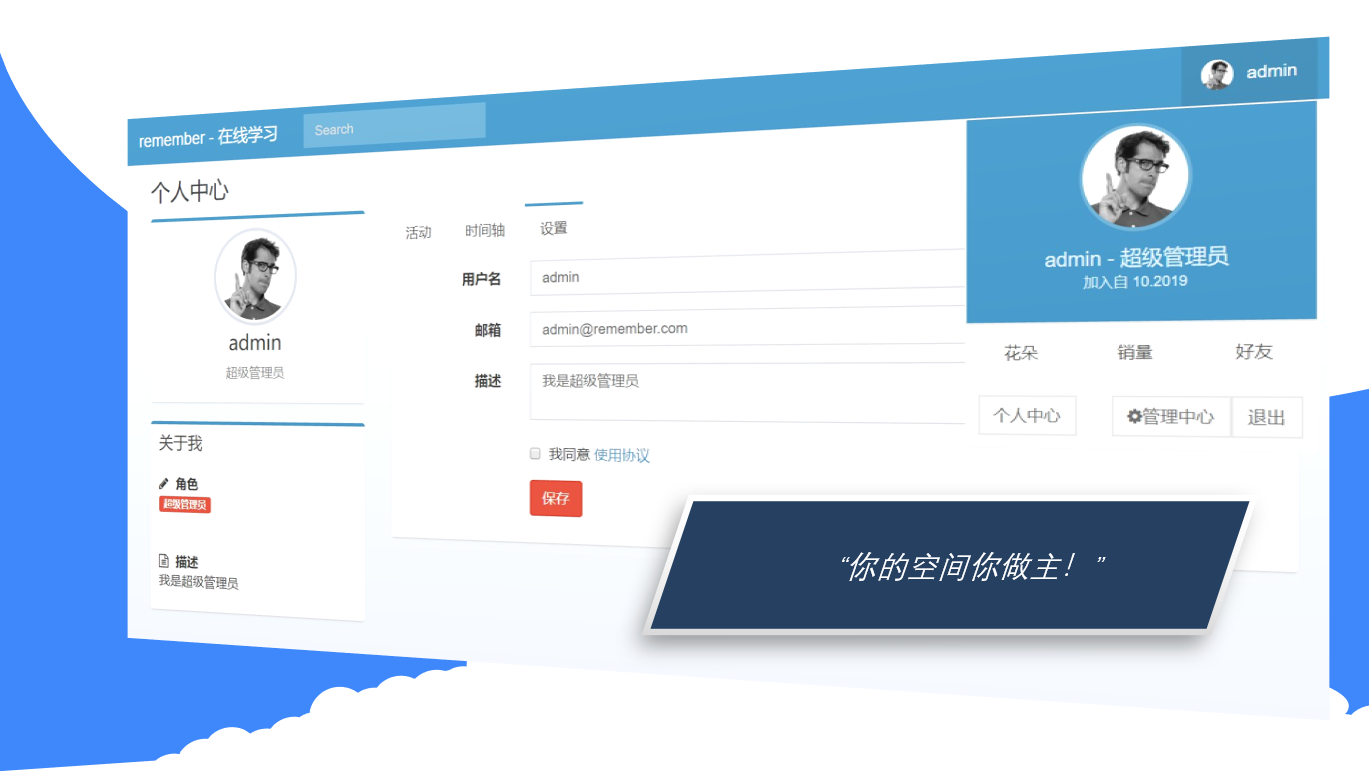 remember - 在线学习
Search
admin
个人中心
admin
超级管理员
关于我
角色
超级管理员
描述
我是超级管理员
活动 时间轴 设置
用户名 admin
邮箱 admin@remember.com
描述 我是超级管理员
我同意 使用协议
保存
admin - 超级管理员
加入自 10.2019
花朵 销量 好友
个人中心 管理中心 退出
“你的空间你做主！”